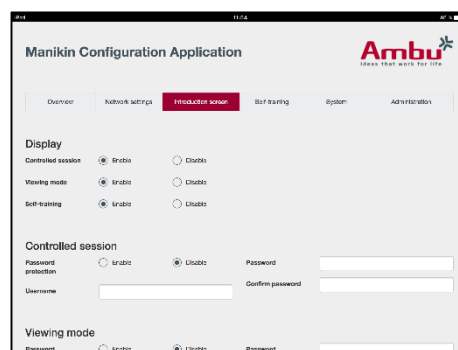 iPad 11:04
Manikin Configuration Application
Ambu
Ideas that work for life
Overview Network settings Introduction screen Self-training System Administration
Display
Controlled session Enable Disable
Viewing mode Enable Disable
Self-training Enable Disable
Controlled session
Password protection Enable Disable Password
Username Confirm password
Viewing mode
Password Enable Disable Password